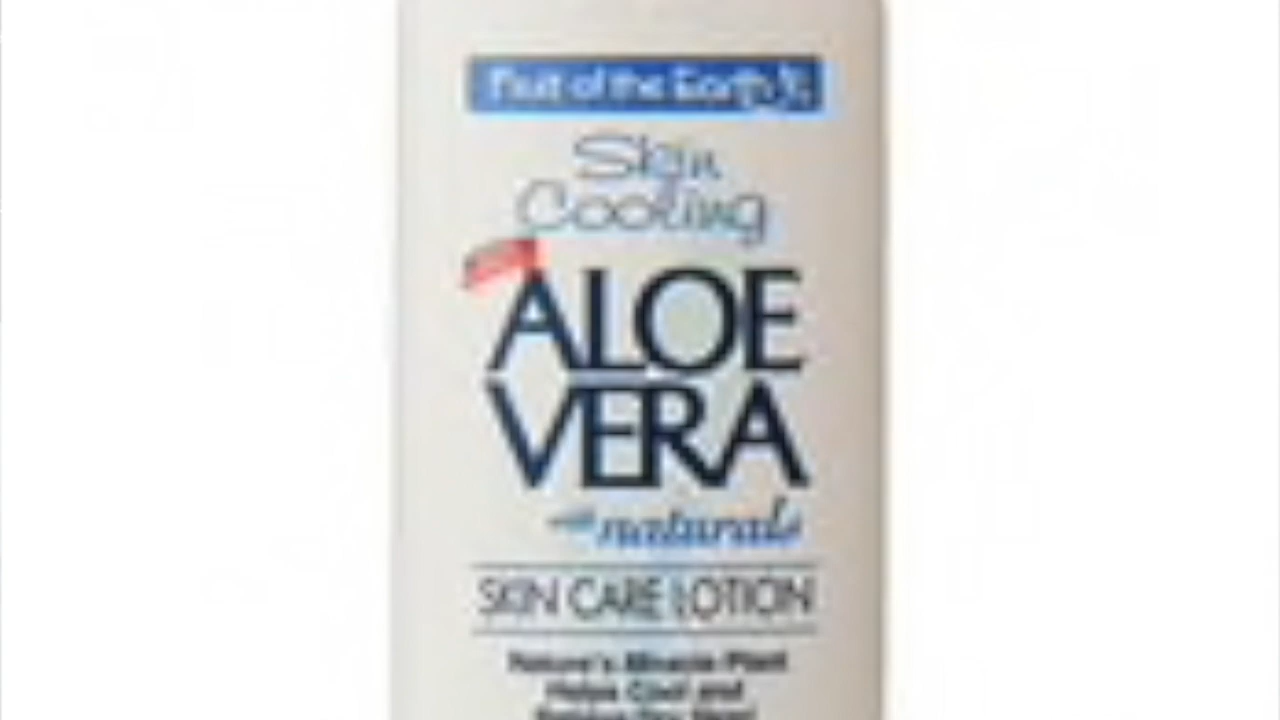 Fruit of the Earth
Skin
Cooling
ALOE
VERA
with naturals
SKIN CARE LOTION
Nature's Miracle Plant
Helps Cool and